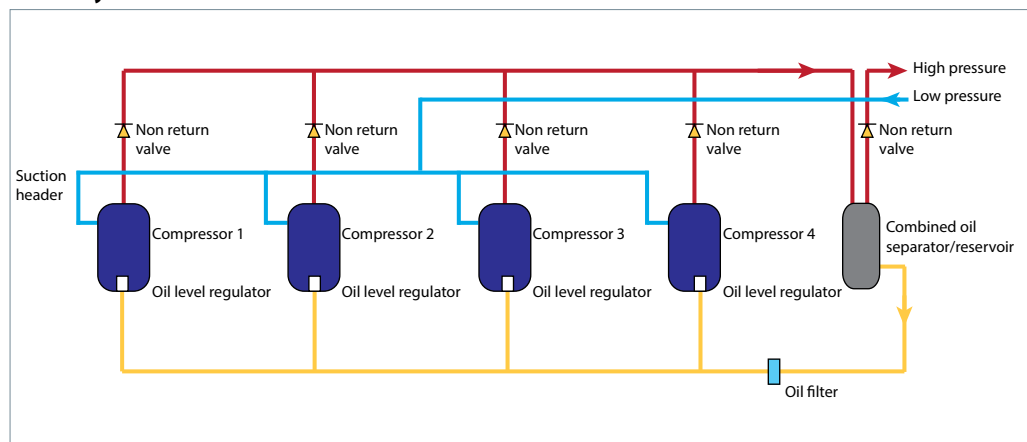 High pressure
Low pressure
Non return
valve
Non return
valve
Non return
valve
Non return
valve
Non return
valve
Suction
header
Compressor 1
Compressor 2
Compressor 3
Compressor 4
Combined oil
separator/reservoir
Oil level regulator
Oil level regulator
Oil level regulator
Oil level regulator
Oil filter